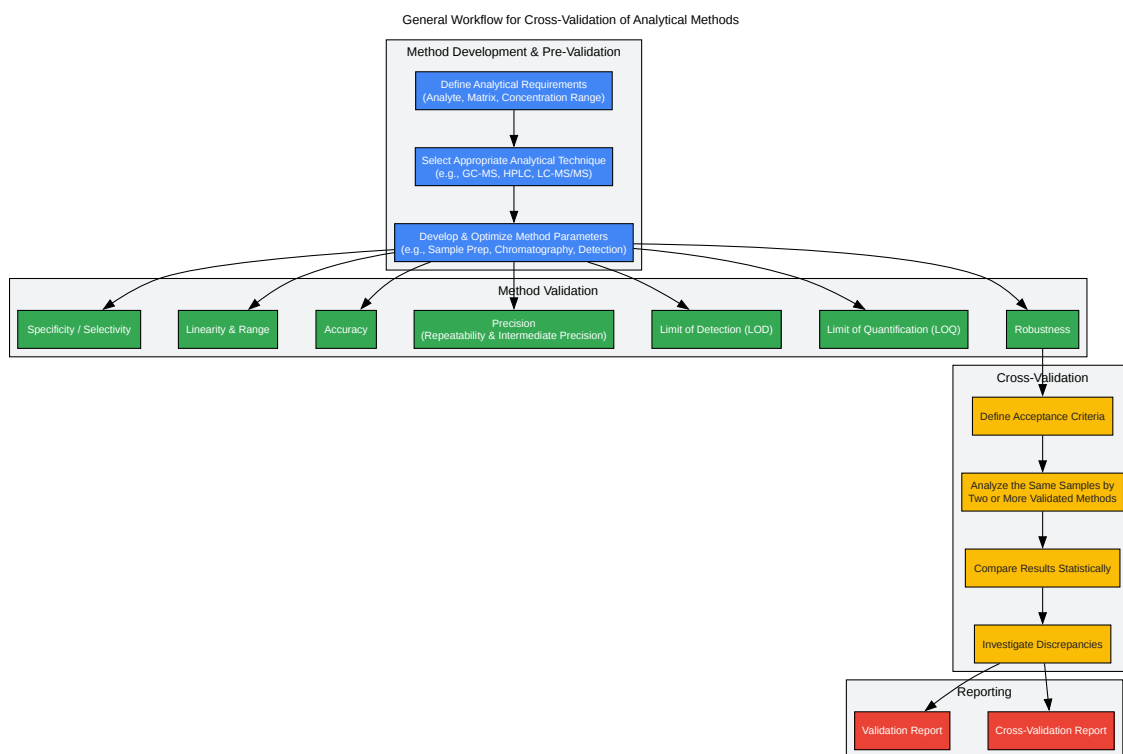 General Workflow for Cross-Validation of Analytical Methods
Method Development & Pre-Validation
Define Analytical Requirements
(Analyte, Matrix, Concentration Range)
Select Appropriate Analytical Technique
(e.g., GC-MS, HPLC, LC-MS/MS)
Develop & Optimize Method Parameters
(e.g., Sample Prep, Chromatography, Detection)
Method Validation
Specificity / Selectivity
Linearity & Range
Accuracy
Precision
(Repeatability & Intermediate Precision)
Limit of Detection (LOD)
Limit of Quantification (LOQ)
Robustness
Cross-Validation
Define Acceptance Criteria
Analyze the Same Samples by
Two or More Validated Methods
Compare Results Statistically
Investigate Discrepancies
Reporting
Validation Report
Cross-Validation Report